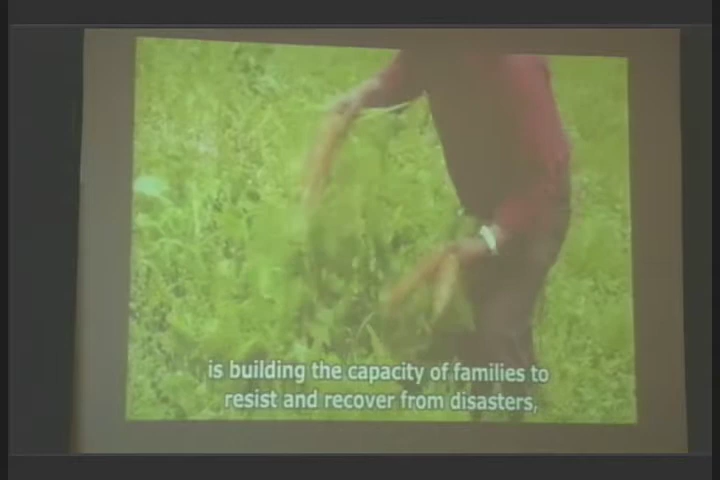 is building the capacity of families to
resist and recover from disasters,